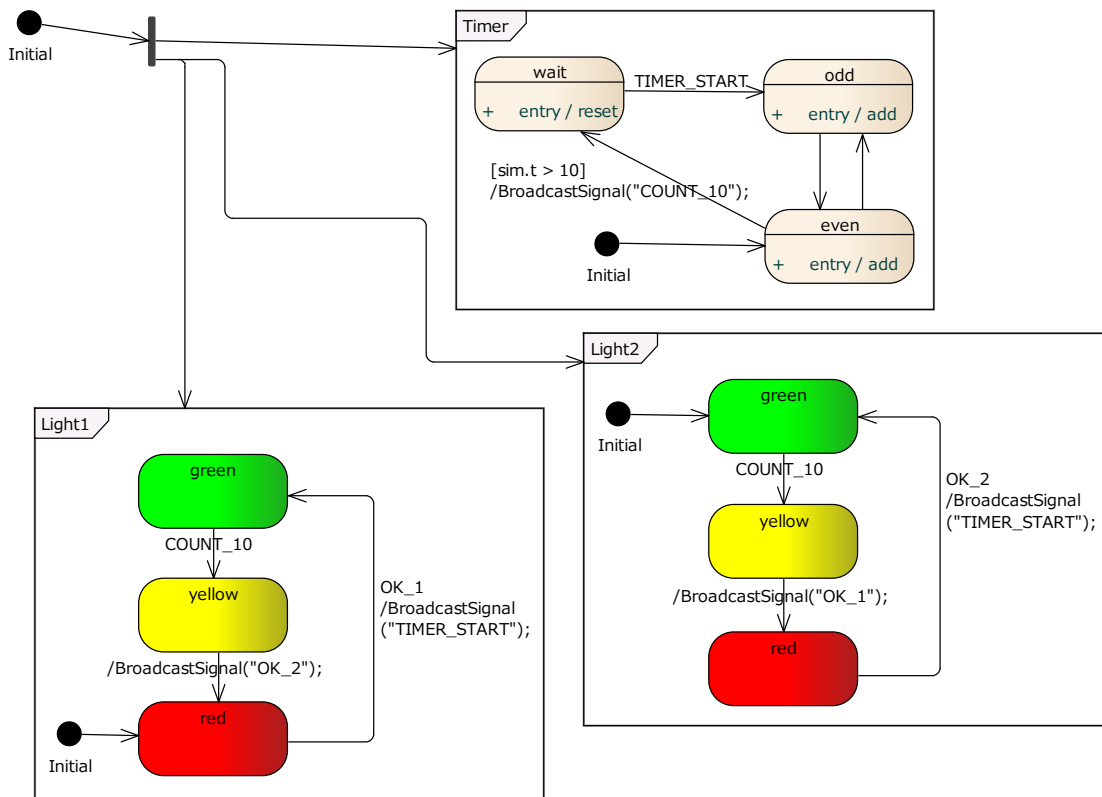 Initial
Timer
wait
+ entry / reset
TIMER_START
odd
+ entry / add
[sim.t > 10]
/BroadcastSignal("COUNT_10");
even
+ entry / add
Initial
Light2
green
Initial
COUNT_10
yellow
OK_2
/BroadcastSignal
("TIMER_START");
/BroadcastSignal("OK_1");
red
Light1
green
COUNT_10
yellow
OK_1
/BroadcastSignal
("TIMER_START");
/BroadcastSignal("OK_2");
red
Initial